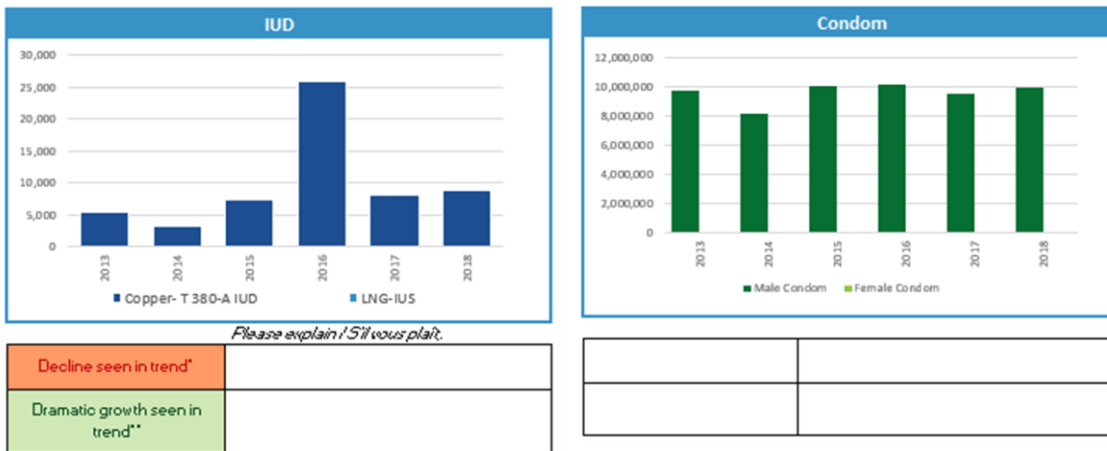 IUD
30,000
25,000
20,000
15,000
10,000
5,000
0
2013
2014
2015
2016
2017
2018
Copper- T 380-A IUD
LNG-IUS
Please explain / S'il vous plaît.
Decline seen in trend*
Dramatic growth seen in
trend**
Condom
12,000,000
10,000,000
8,000,000
6,000,000
4,000,000
2,000,000
0
2013
2014
2015
2016
2017
2018
Male Condom
Female Condom